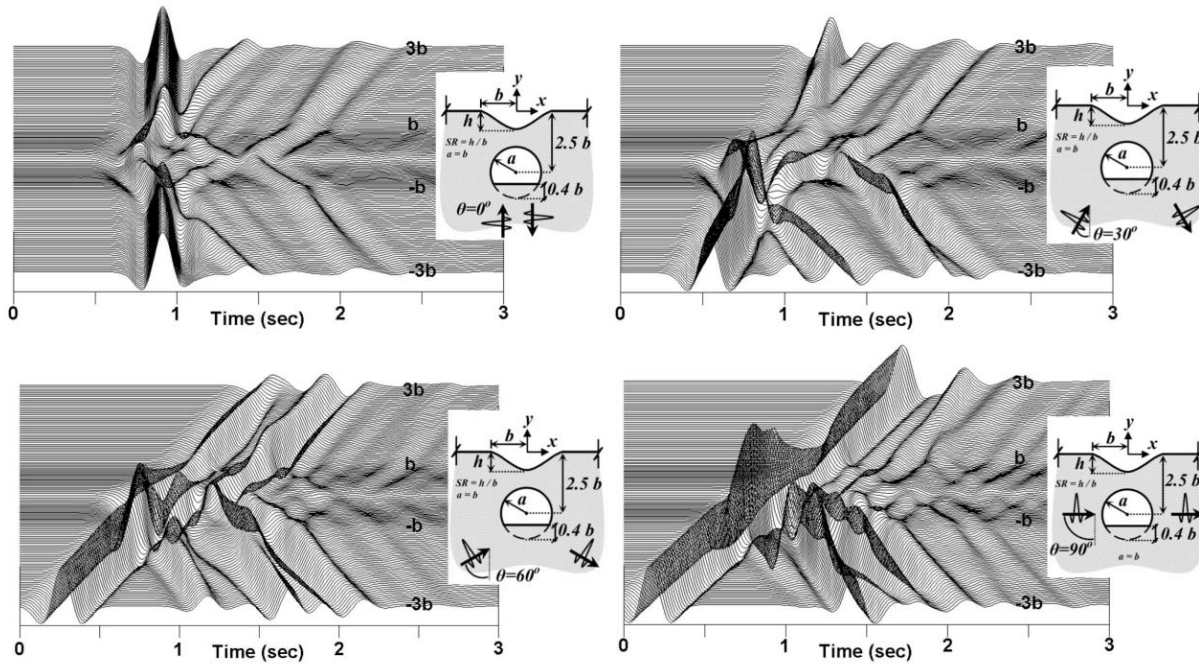 3b
b
-b
-3b
0 1 2 3
Time (sec)
y
b x
h
SR = h / b
a = b
2.5 b
a
0.4 b
θ=0°
3b
b
-b
-3b
0 1 2 3
Time (sec)
y
b x
h
SR = h / b
a = b
2.5 b
a
0.4 b
θ=30°
3b
b
-b
-3b
0 1 2 3
Time (sec)
y
b x
h
SR = h / b
a = b
2.5 b
a
0.4 b
θ=60°
3b
b
-b
-3b
0 1 2 3
Time (sec)
y
b x
h
SR = h / b
a = b
2.5 b
a
0.4 b
θ=90°
a = b